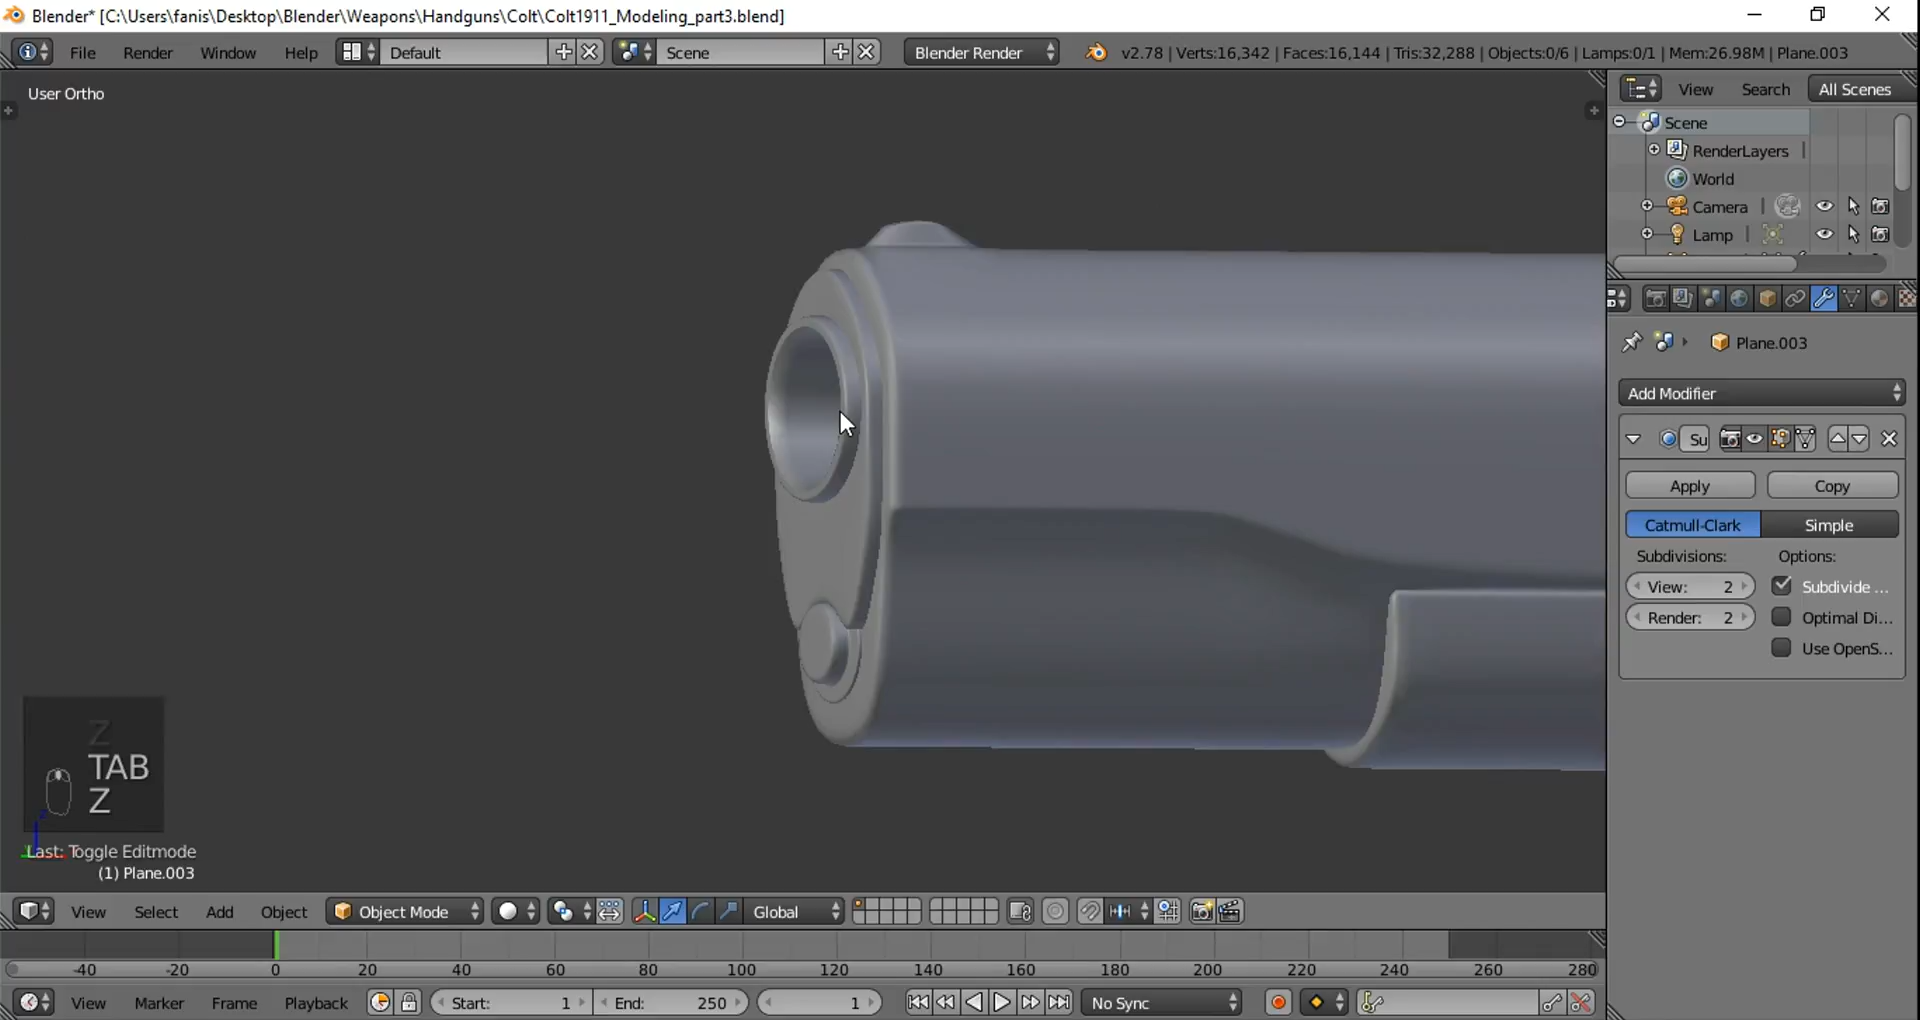 Blender* [C:\Users\fanis\Desktop\Blender\Weapons\Handguns\Colt\Colt1911_Modeling_part3.blend]
File Render Window Help Default Scene Blender Render v2.78 | Verts:16,342 | Faces:16,144 | Tris:32,288 | Objects:0/6 | Lamps:0/1 | Mem:26.98M | Plane.003
User Ortho
View Search All Scenes
Scene
RenderLayers
World
Camera
Lamp
Plane.003
Add Modifier
Su
Apply Copy
Catmull-Clark Simple
Subdivisions: Options:
View: 2 Subdivide ...
Render: 2 Optimal Di...
Use OpenS...
Z
TAB
Z
Last: Toggle Editmode
(1) Plane.003
View Select Add Object Object Mode Global
-40 -20 0 20 40 60 80 100 120 140 160 180 200 220 240 260 280
View Marker Frame Playback Start: 1 End: 250 1 No Sync